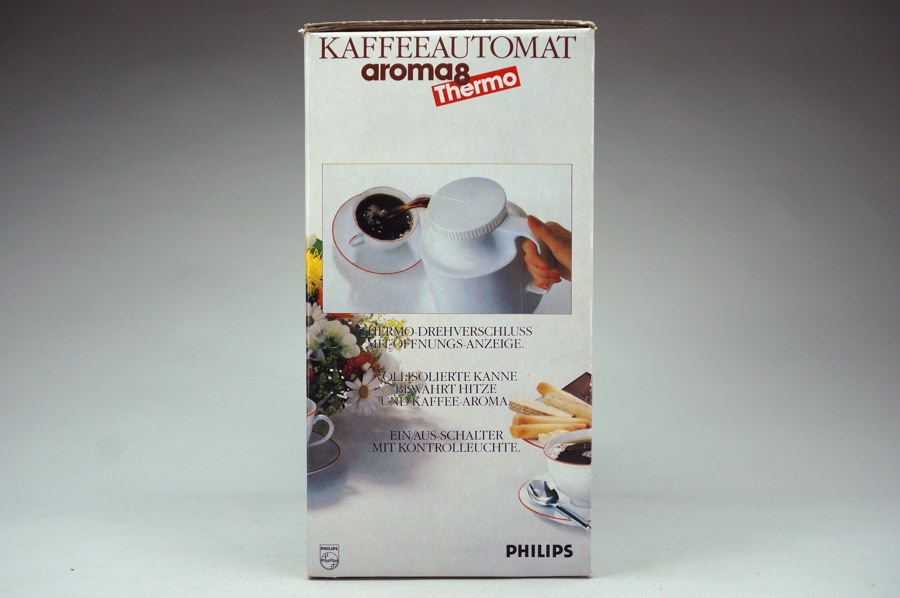 KAFFEEAUTOMAT
aroma8
Thermo
THERMO-DREHVERSCHLUSS
MIT ÖFFNUNGS-ANZEIGE.
VOLLISOLIERTE KANNE
BEWAHRT HITZE
UND KAFFEE-AROMA.
EIN/AUS-SCHALTER
MIT KONTROLLEUCHTE.
PHILIPS
PHILIPS